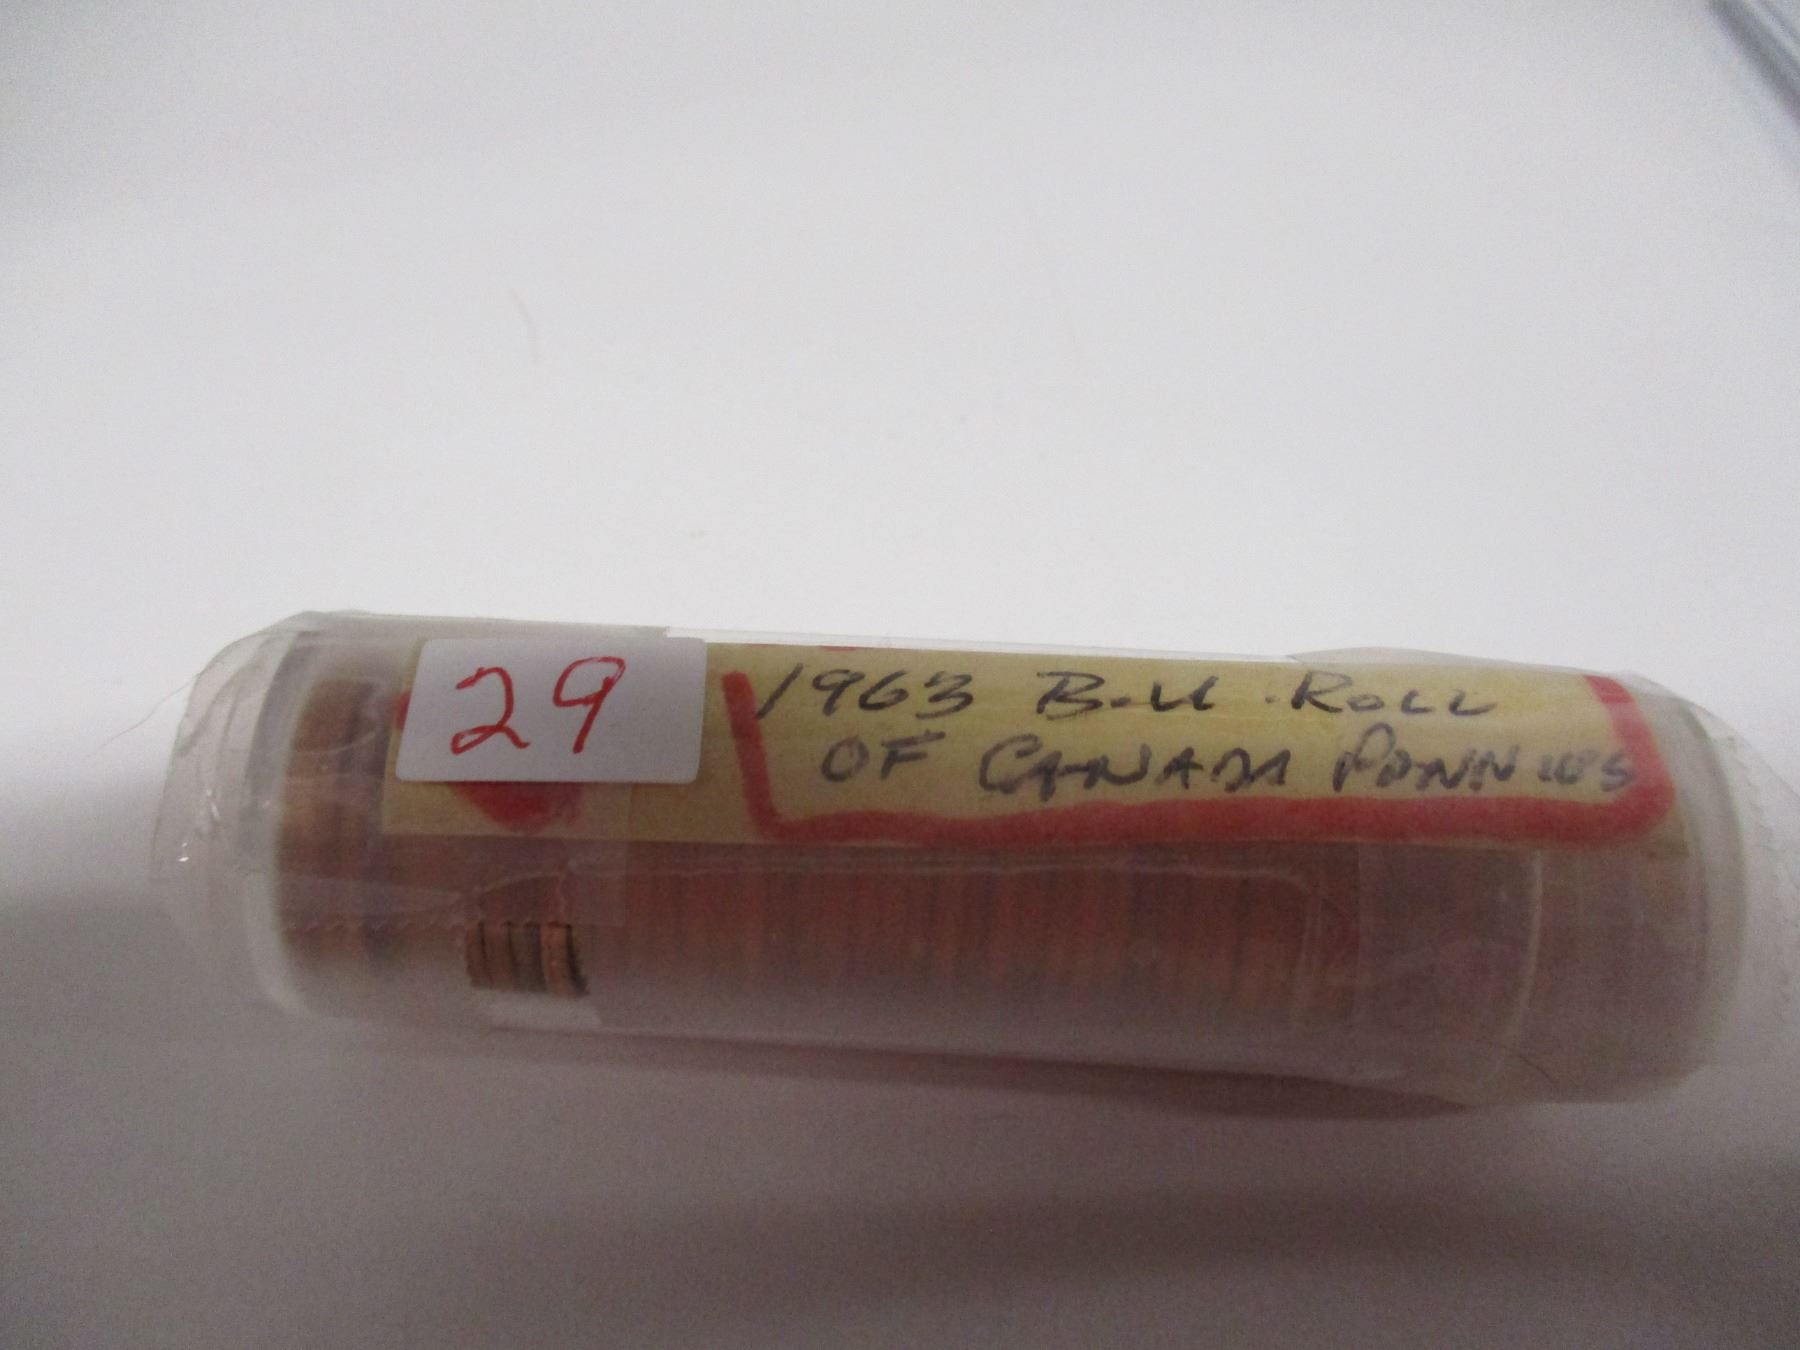 29
1963 B.U. ROLL
OF CANADA PENNIES